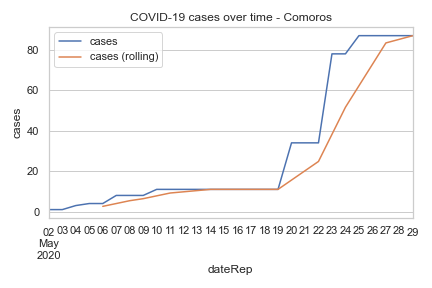 COVID-19 cases over time - Comoros
cases
cases (rolling)
80
60
40
20
0
cases
02 03 04 05 06 07 08 09 10 11 12 13 14 15 16 17 18 19 20 21 22 23 24 25 26 27 28 29
May
2020
dateRep